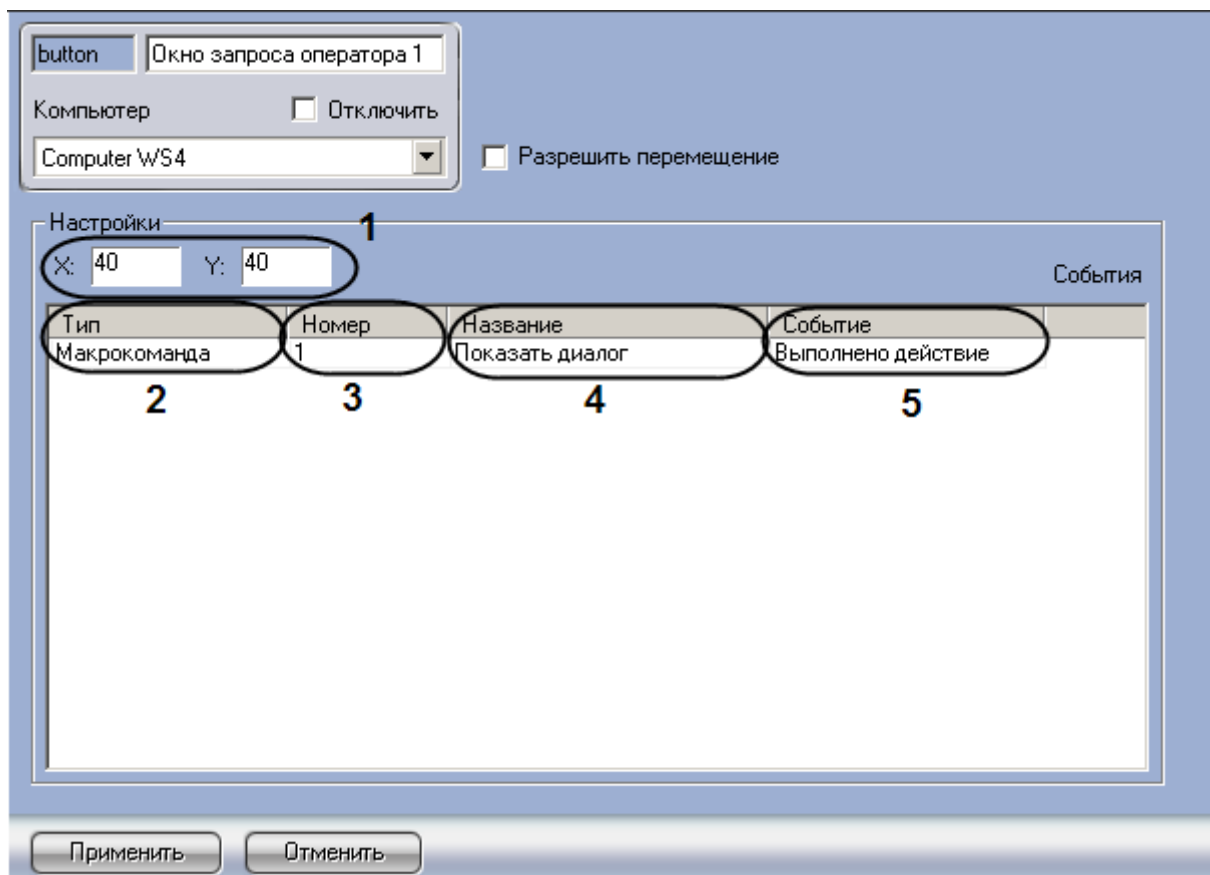 button Окно запроса оператора 1
Компьютер Отключить
Computer WS4 Разрешить перемещение
Настройки 1
X: 40 Y: 40 События
Тип Номер Название Событие
Макрокоманда 1 Показать диалог Выполнено действие
2 3 4 5
Применить Отменить